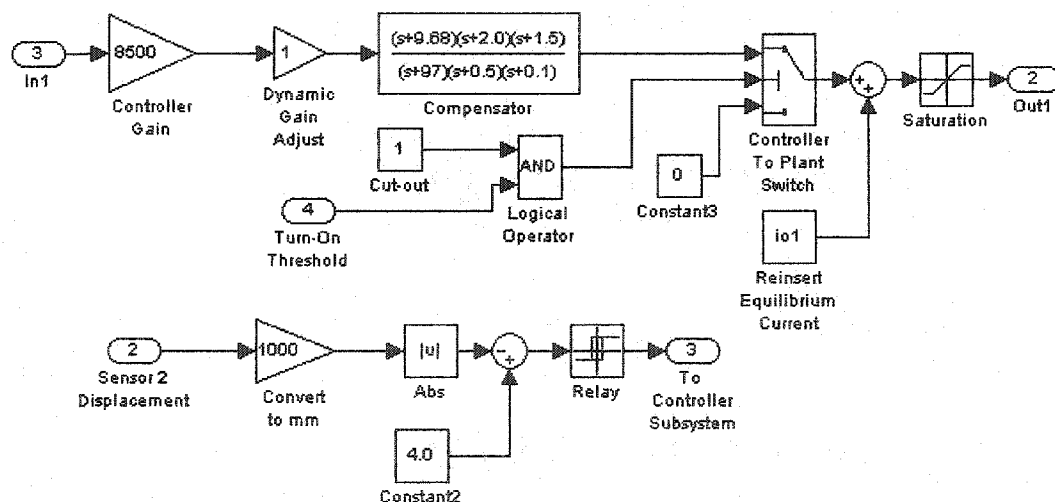 3
In1
8500
Controller
Gain
1
Dynamic
Gain
Adjust
(s+9.68)(s+2.0)(s+1.5)
(s+97)(s+0.5)(s+0.1)
Compensator
1
Cut-out
4
Turn-On
Threshold
AND
Logical
Operator
0
Constant3
Controller
To Plant
Switch
+
+
Saturation
2
Out1
io1
Reinsert
Equilibrium
Current
2
Sensor 2
Displacement
1000
Convert
to mm
|u|
Abs
-
+
4.0
Constant2
Relay
3
To
Controller
Subsystem